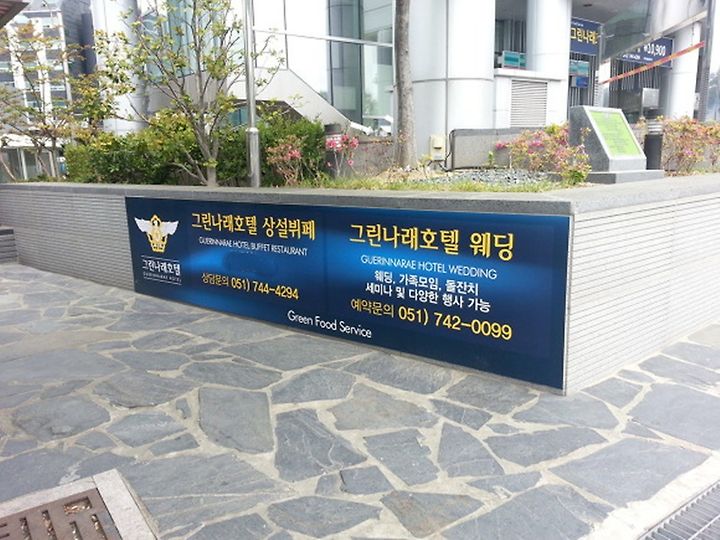 그린나래호텔
GUERINNARAE HOTEL
그린나래호텔 상설뷔페
GUERINNARAE HOTEL BUFFET RESTAURANT
상담문의 051) 744-4294
그린나래호텔 웨딩
GUERINNARAE HOTEL WEDDING
웨딩, 가족모임, 돌잔치
세미나 및 다양한 행사 가능
예약문의 051) 742-0099
Green Food Service
그린나래
₩10,900